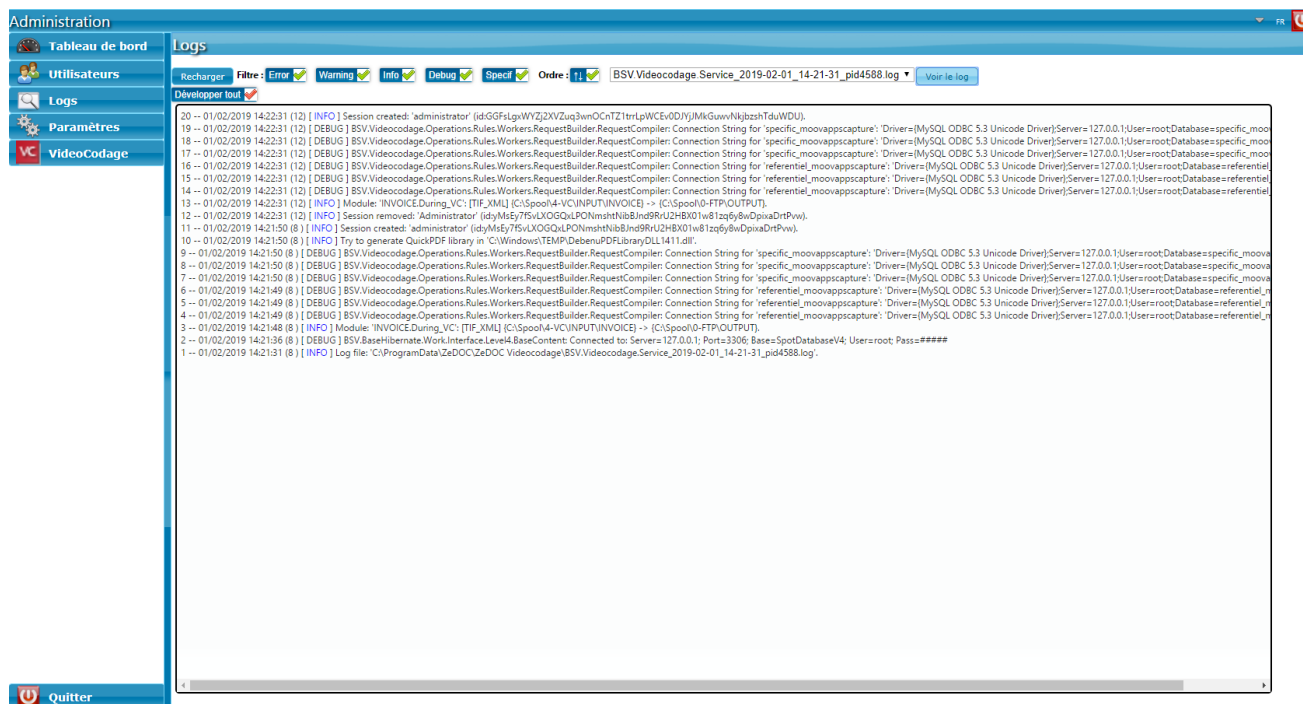 Administration
FR
Tableau de bord
Utilisateurs
Logs
Paramètres
VideoCodage
Quitter
Logs
Recharger Filtre : Error Warning Info Debug Specif Ordre : BSV.Videocodage.Service_2019-02-01_14-21-31_pid4588.log Voir le log
Développer tout
20 -- 01/02/2019 14:22:31 (12) [ INFO ] Session created: 'administrator'
19 -- 01/02/2019 14:22:31 (12) [ DEBUG ] BSV.Videocodage.Operations.Rules.Workers.RequestBuilder.RequestCompiler: Connection String for 'specific_moovappscapture': 'Driver={MySQL ODBC 5.3 Unicode Driver};Server=127.0.0.1;User=root;Database=specific_moo
18 -- 01/02/2019 14:22:31 (12) [ DEBUG ] BSV.Videocodage.Operations.Rules.Workers.RequestBuilder.RequestCompiler: Connection String for 'specific_moovappscapture': 'Driver={MySQL ODBC 5.3 Unicode Driver};Server=127.0.0.1;User=root;Database=specific_moo
17 -- 01/02/2019 14:22:31 (12) [ DEBUG ] BSV.Videocodage.Operations.Rules.Workers.RequestBuilder.RequestCompiler: Connection String for 'specific_moovappscapture': 'Driver={MySQL ODBC 5.3 Unicode Driver};Server=127.0.0.1;User=root;Database=specific_moo
16 -- 01/02/2019 14:22:31 (12) [ DEBUG ] BSV.Videocodage.Operations.Rules.Workers.RequestBuilder.RequestCompiler: Connection String for 'referentiel_moovappscapture': 'Driver={MySQL ODBC 5.3 Unicode Driver};Server=127.0.0.1;User=root;Database=referentiel_
15 -- 01/02/2019 14:22:31 (12) [ DEBUG ] BSV.Videocodage.Operations.Rules.Workers.RequestBuilder.RequestCompiler: Connection String for 'referentiel_moovappscapture': 'Driver={MySQL ODBC 5.3 Unicode Driver};Server=127.0.0.1;User=root;Database=referentiel_
14 -- 01/02/2019 14:22:31 (12) [ DEBUG ] BSV.Videocodage.Operations.Rules.Workers.RequestBuilder.RequestCompiler: Connection String for 'referentiel_moovappscapture': 'Driver={MySQL ODBC 5.3 Unicode Driver};Server=127.0.0.1;User=root;Database=referentiel_
13 -- 01/02/2019 14:22:31 (12) [ INFO ] Module: 'INVOICE.During_VC': [TIF_XML] {C:\Spool\4-VC\INPUT\INVOICE} -> {C:\Spool\0-FTP\OUTPUT}.
12 -- 01/02/2019 14:22:31 (12) [ INFO ] Session removed: 'Administrator'
11 -- 01/02/2019 14:21:50 (8 ) [ INFO ] Session created: 'administrator'
10 -- 01/02/2019 14:21:50 (8 ) [ INFO ] Try to generate QuickPDF library in 'C:\Windows\TEMP\DebenuPDFLibraryDLL1411.dll'.
9 -- 01/02/2019 14:21:50 (8 ) [ DEBUG ] BSV.Videocodage.Operations.Rules.Workers.RequestBuilder.RequestCompiler: Connection String for 'specific_moovappscapture': 'Driver={MySQL ODBC 5.3 Unicode Driver};Server=127.0.0.1;User=root;Database=specific_moova
8 -- 01/02/2019 14:21:50 (8 ) [ DEBUG ] BSV.Videocodage.Operations.Rules.Workers.RequestBuilder.RequestCompiler: Connection String for 'specific_moovappscapture': 'Driver={MySQL ODBC 5.3 Unicode Driver};Server=127.0.0.1;User=root;Database=specific_moova
7 -- 01/02/2019 14:21:50 (8 ) [ DEBUG ] BSV.Videocodage.Operations.Rules.Workers.RequestBuilder.RequestCompiler: Connection String for 'specific_moovappscapture': 'Driver={MySQL ODBC 5.3 Unicode Driver};Server=127.0.0.1;User=root;Database=specific_moova
6 -- 01/02/2019 14:21:49 (8 ) [ DEBUG ] BSV.Videocodage.Operations.Rules.Workers.RequestBuilder.RequestCompiler: Connection String for 'referentiel_moovappscapture': 'Driver={MySQL ODBC 5.3 Unicode Driver};Server=127.0.0.1;User=root;Database=referentiel_m
5 -- 01/02/2019 14:21:49 (8 ) [ DEBUG ] BSV.Videocodage.Operations.Rules.Workers.RequestBuilder.RequestCompiler: Connection String for 'referentiel_moovappscapture': 'Driver={MySQL ODBC 5.3 Unicode Driver};Server=127.0.0.1;User=root;Database=referentiel_m
4 -- 01/02/2019 14:21:49 (8 ) [ DEBUG ] BSV.Videocodage.Operations.Rules.Workers.RequestBuilder.RequestCompiler: Connection String for 'referentiel_moovappscapture': 'Driver={MySQL ODBC 5.3 Unicode Driver};Server=127.0.0.1;User=root;Database=referentiel_m
3 -- 01/02/2019 14:21:48 (8 ) [ INFO ] Module: 'INVOICE.During_VC': [TIF_XML] {C:\Spool\4-VC\INPUT\INVOICE} -> {C:\Spool\0-FTP\OUTPUT}.
2 -- 01/02/2019 14:21:36 (8 ) [ DEBUG ] BSV.BaseHibernate.Work.Interface.Level4.BaseContent: Connected to: Server=127.0.0.1; Port=3306; Base=SpotDatabaseV4; User=root; Pass=#####
1 -- 01/02/2019 14:21:31 (8 ) [ INFO ] Log file: 'C:\ProgramData\ZeDOC\ZeDOC Videocodage\BSV.Videocodage.Service_2019-02-01_14-21-31_pid4588.log'.